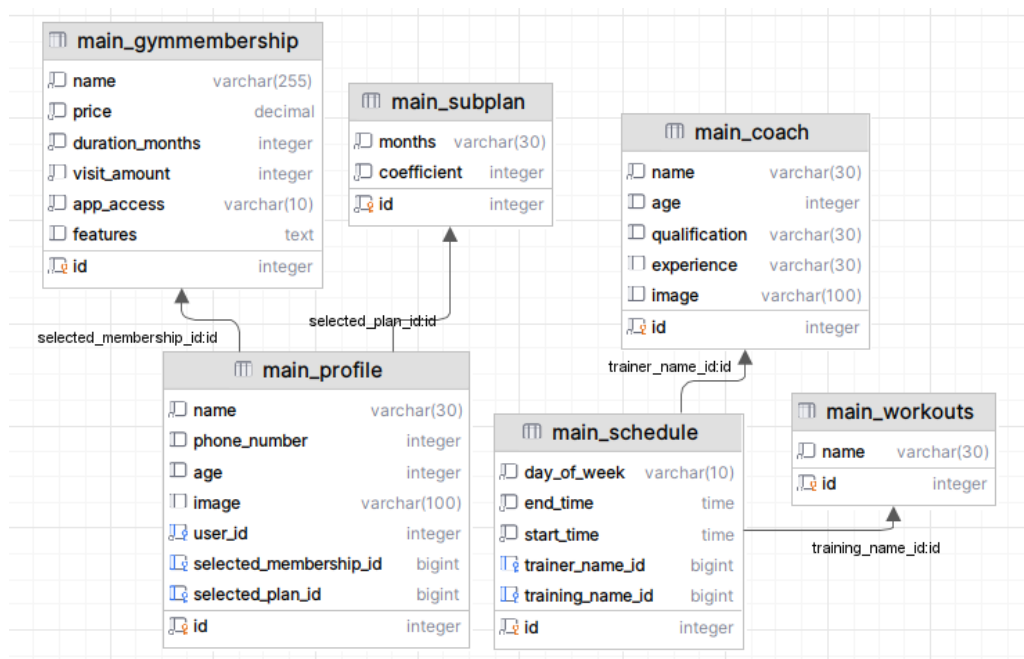 main_gymmembership
name varchar(255)
price decimal
duration_months integer
visit_amount integer
app_access varchar(10)
features text
id integer
main_subplan
months varchar(30)
coefficient integer
id integer
main_coach
name varchar(30)
age integer
qualification varchar(30)
experience varchar(30)
image varchar(100)
id integer
selected_membership_id:id
selected_plan_id:id
trainer_name_id:id
main_profile
name varchar(30)
phone_number integer
age integer
image varchar(100)
user_id integer
selected_membership_id bigint
selected_plan_id bigint
id integer
main_schedule
day_of_week varchar(10)
end_time time
start_time time
trainer_name_id bigint
training_name_id bigint
id integer
main_workouts
name varchar(30)
id integer
training_name_id:id